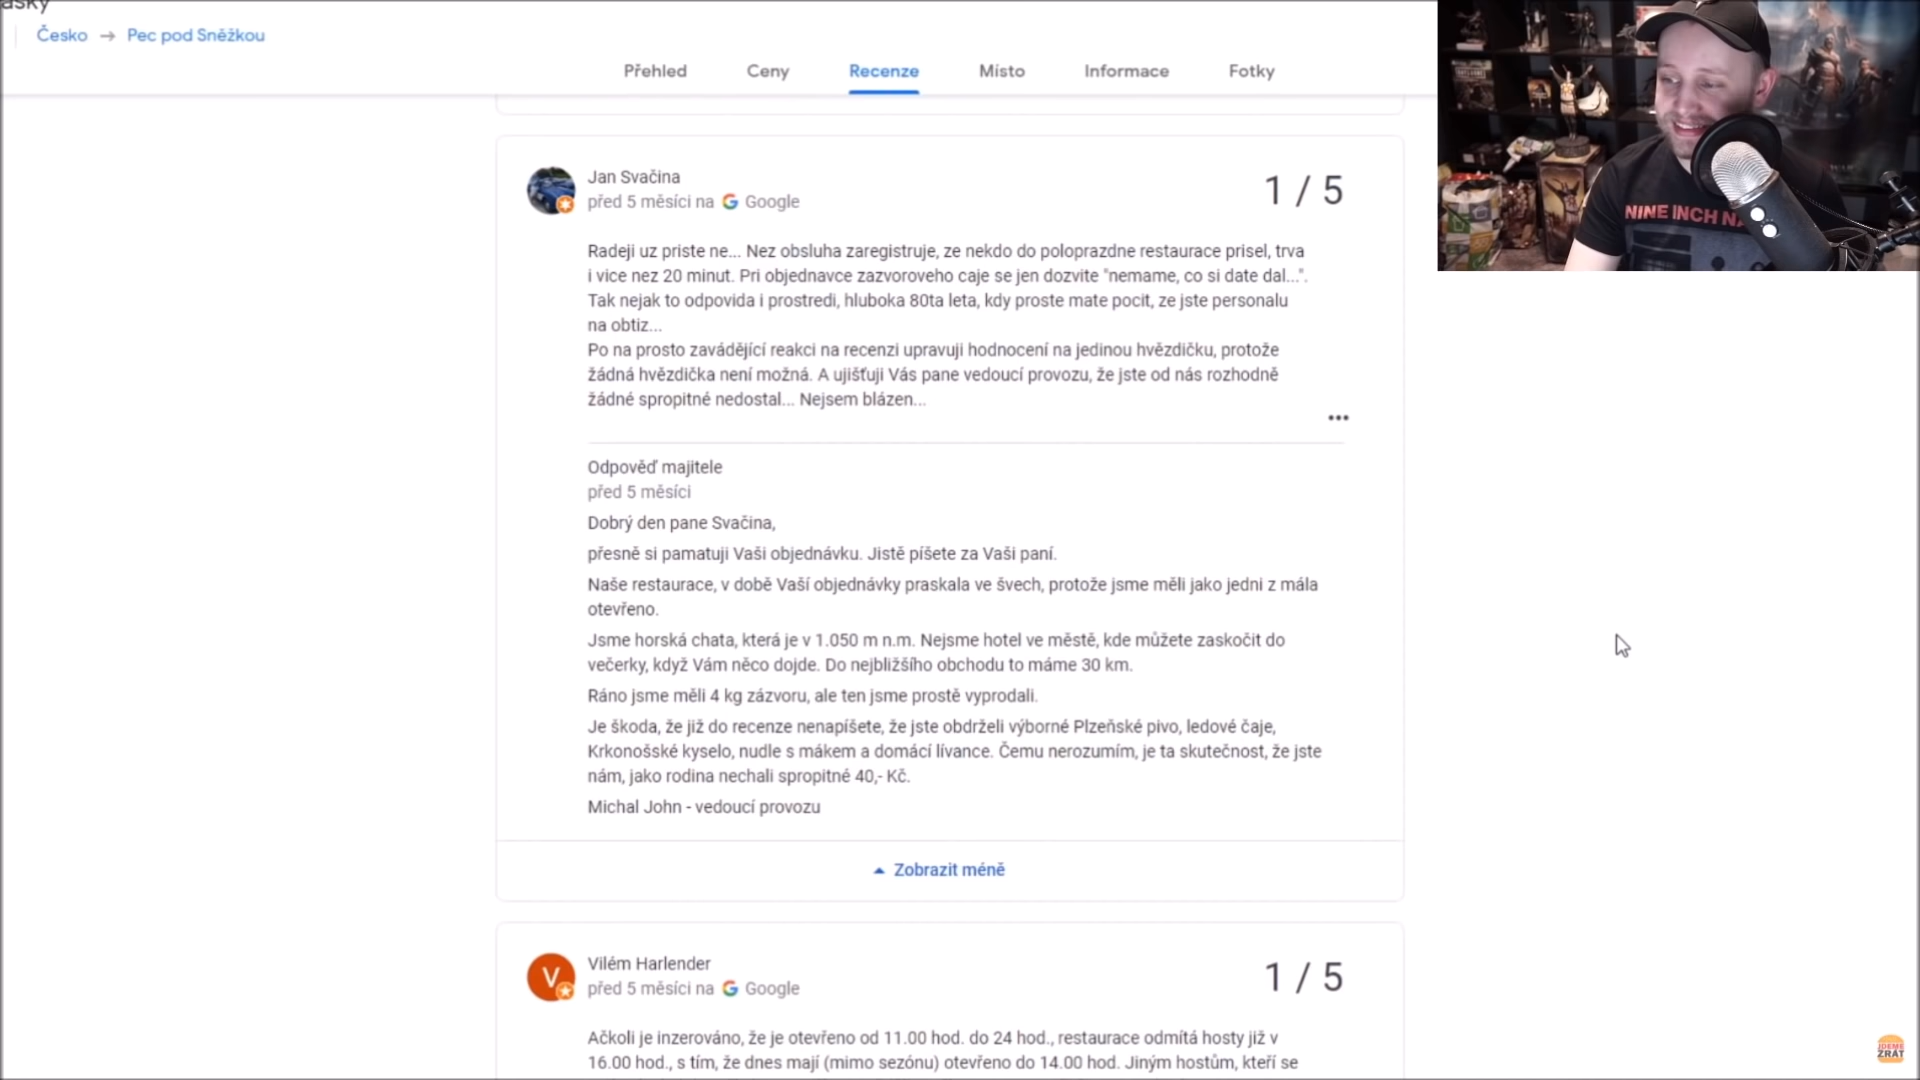 Česko → Pec pod Sněžkou
Přehled Ceny Recenze Místo Informace Fotky
NINE INCH NA
Jan Svačina
před 5 měsíci na Google
1 / 5
Radeji uz priste ne... Nez obsluha zaregistruje, ze nekdo do poloprazdne restaurace prisel, trva
i vice nez 20 minut. Pri objednavce zazvoroveho caje se jen dozvite "nemame, co si date dal...".
Tak nejak to odpovida i prostredi, hluboka 80ta leta, kdy proste mate pocit, ze jste personalu
na obtiz...
Po na prosto zavádějící reakci na recenzi upravuji hodnocení na jedinou hvězdičku, protože
žádná hvězdička není možná. A ujišťuji Vás pane vedoucí provozu, že jste od nás rozhodně
žádné spropitné nedostal... Nejsem blázen...
Odpověď majitele
před 5 měsíci
Dobrý den pane Svačina,
přesně si pamatuji Vaši objednávku. Jistě píšete za Vaši paní.
Naše restaurace, v době Vaší objednávky praskala ve švech, protože jsme měli jako jedni z mála
otevřeno.
Jsme horská chata, která je v 1.050 m n.m. Nejsme hotel ve městě, kde můžete zaskočit do
večerky, když Vám něco dojde. Do nejbližšího obchodu to máme 30 km.
Ráno jsme měli 4 kg zázvoru, ale ten jsme prostě vyprodali.
Je škoda, že již do recenze nenapíšete, že jste obdrželi výborné Plzeňské pivo, ledové čaje,
Krkonošské kyselo, nudle s mákem a domácí lívance. Čemu nerozumím, je ta skutečnost, že jste
nám, jako rodina nechali spropitné 40,- Kč.
Michal John - vedoucí provozu
Zobrazit méně
V
Vilém Harlender
před 5 měsíci na Google
1 / 5
Ačkoli je inzerováno, že je otevřeno od 11.00 hod. do 24 hod., restaurace odmítá hosty již v
16.00 hod., s tím, že dnes mají (mimo sezónu) otevřeno do 14.00 hod. Jiným hostům, kteří se
JDEME
ŽRÁT